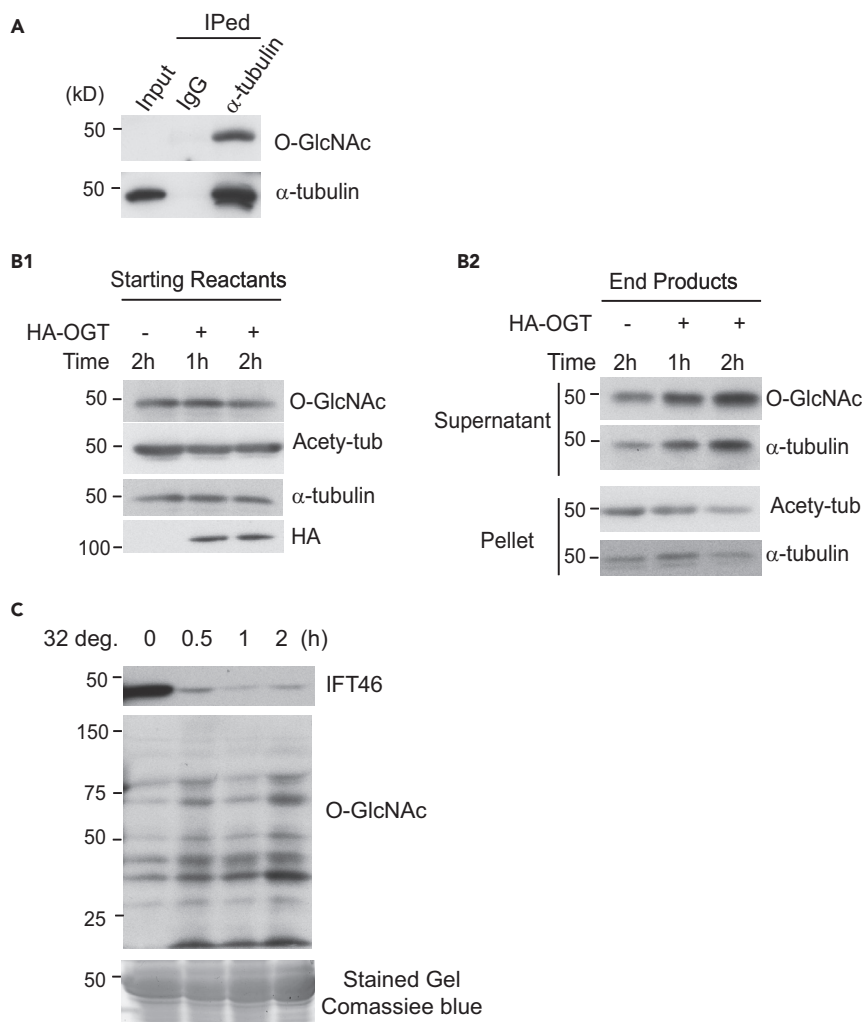 A
IPed
(kD)
Input
IgG
α-tubulin
50
O-GlcNAc
50
α-tubulin
B1
Starting Reactants
HA-OGT - + +
Time 2h 1h 2h
50
O-GlcNAc
50
Acety-tub
50
α-tubulin
100
HA
B2
End Products
HA-OGT - + +
Time 2h 1h 2h
Supernatant
50
O-GlcNAc
50
α-tubulin
Pellet
50
Acety-tub
50
α-tubulin
C
32 deg. 0 0.5 1 2 (h)
50
IFT46
150
75
50
25
O-GlcNAc
50
Stained Gel
Comassiee blue